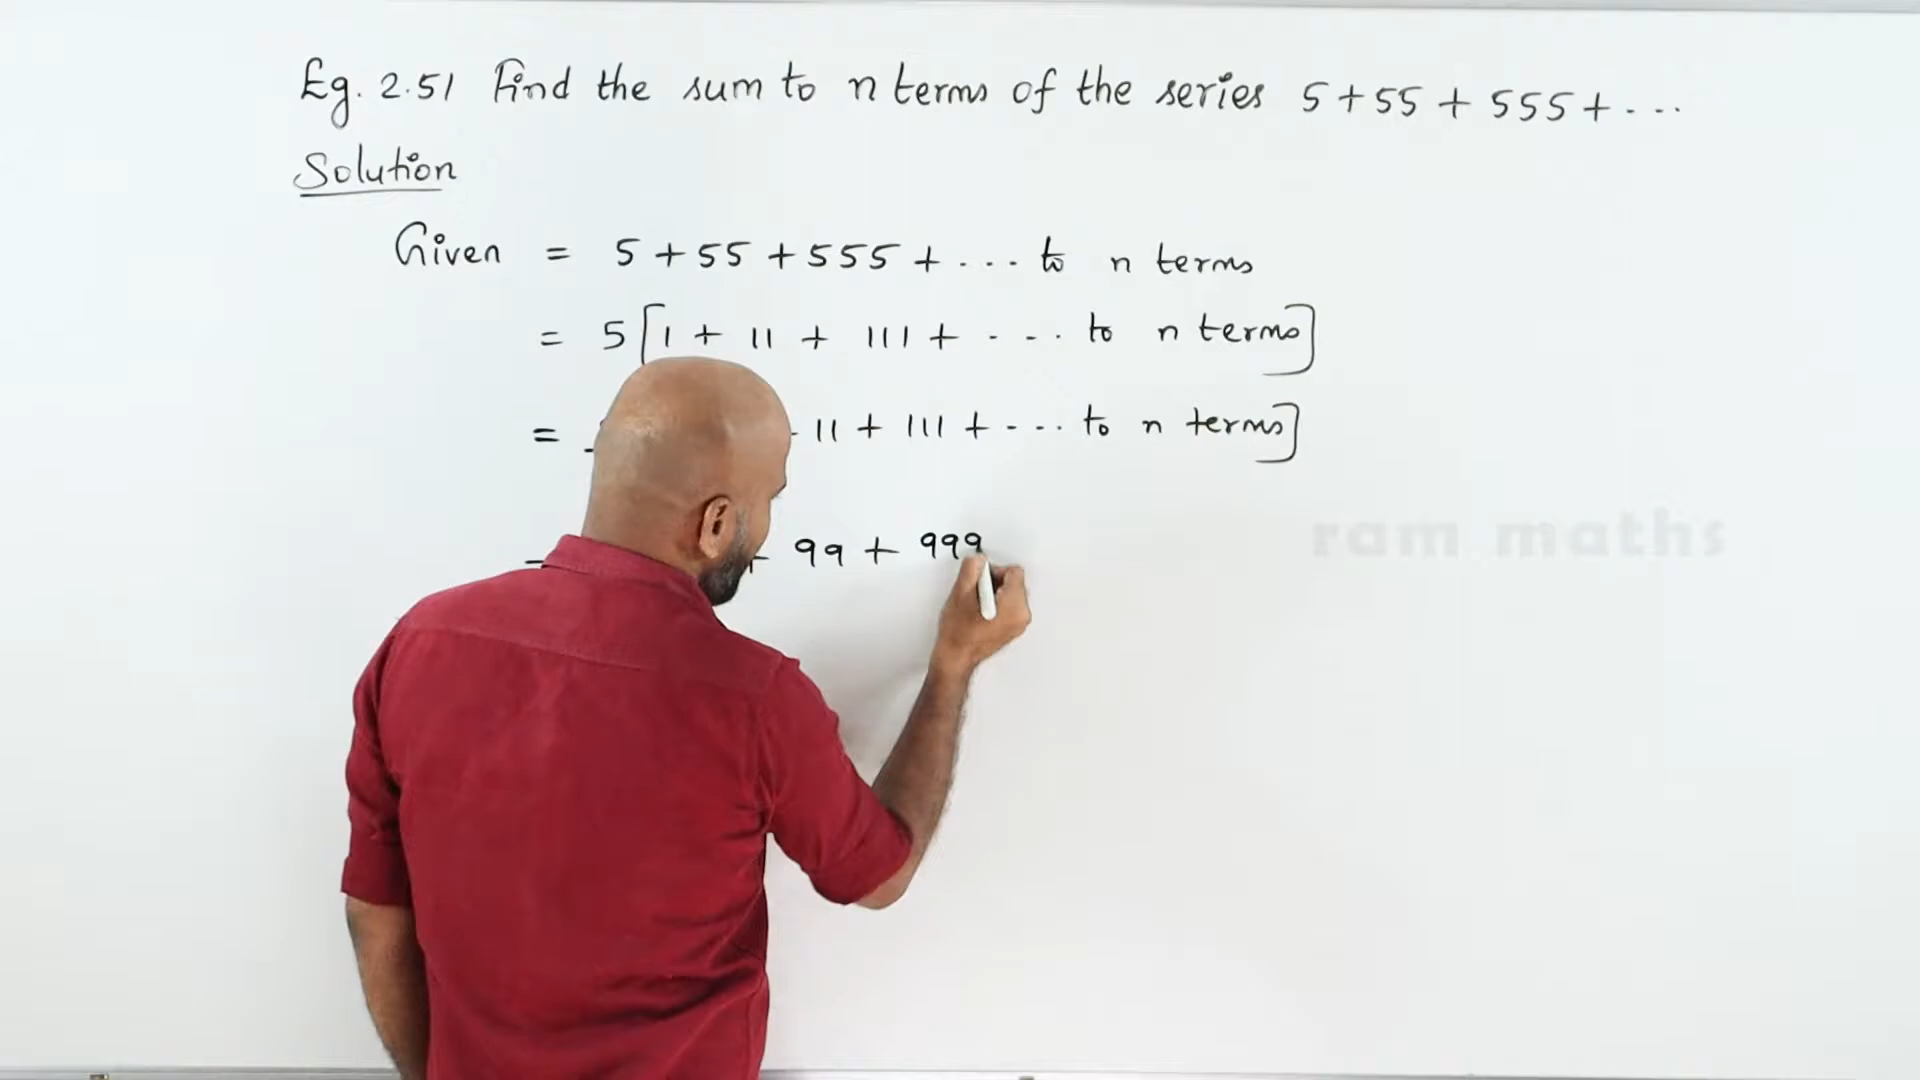 Eg. 2.51 Find the sum to n terms of the series 5 + 55 + 555 + ...
Solution
Given = 5 + 55 + 555 + ... to n terms
= 5 [1 + 11 + 111 + ... to n terms]
= 11 + 111 + ... to n terms]
+ 99 + 999
ram maths